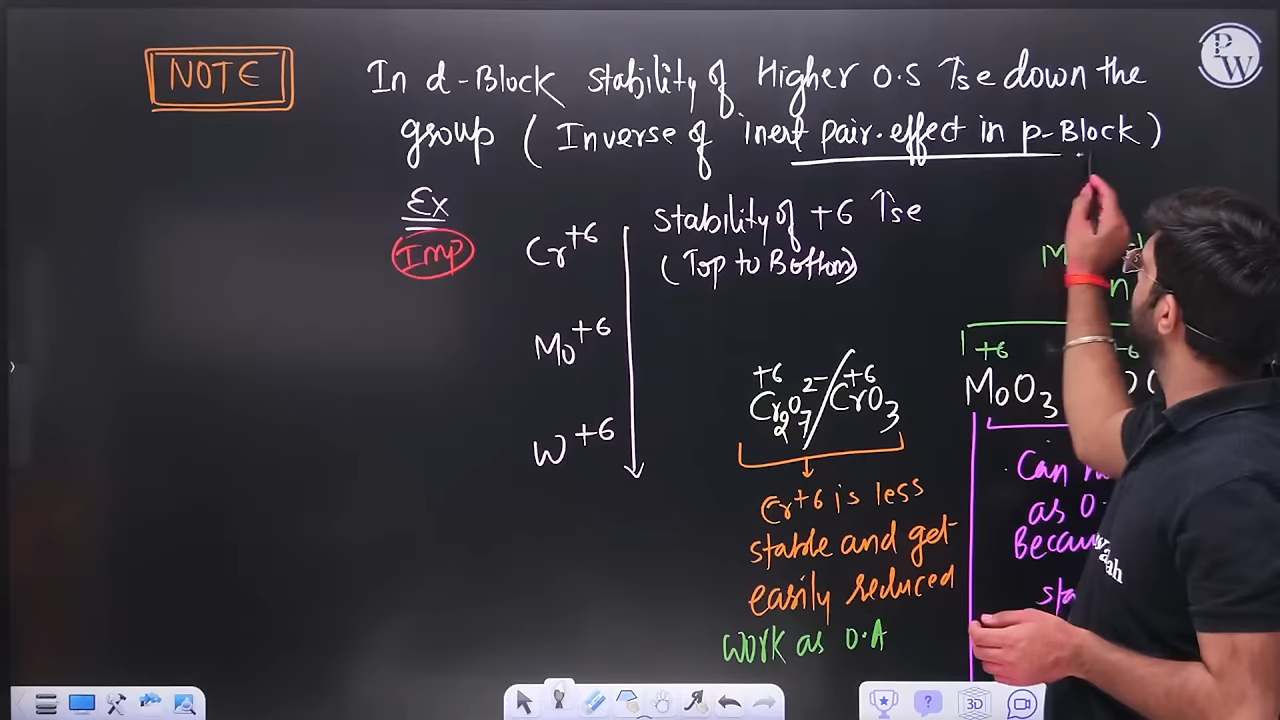 NOTE
In d-Block stability of Higher O.S ↑se down the
group (Inverse of inert pair effect in p-Block)
Ex
Imp
Cr+6
Mo+6
W+6
stability of +6 ↑se
(Top to Bottom)
+6 +6
Cr2O7 2-/CrO3
Cr+6 is less
stable and get
easily reduced
work as O.A
+6
MoO3
Can
as O.
PW
3D